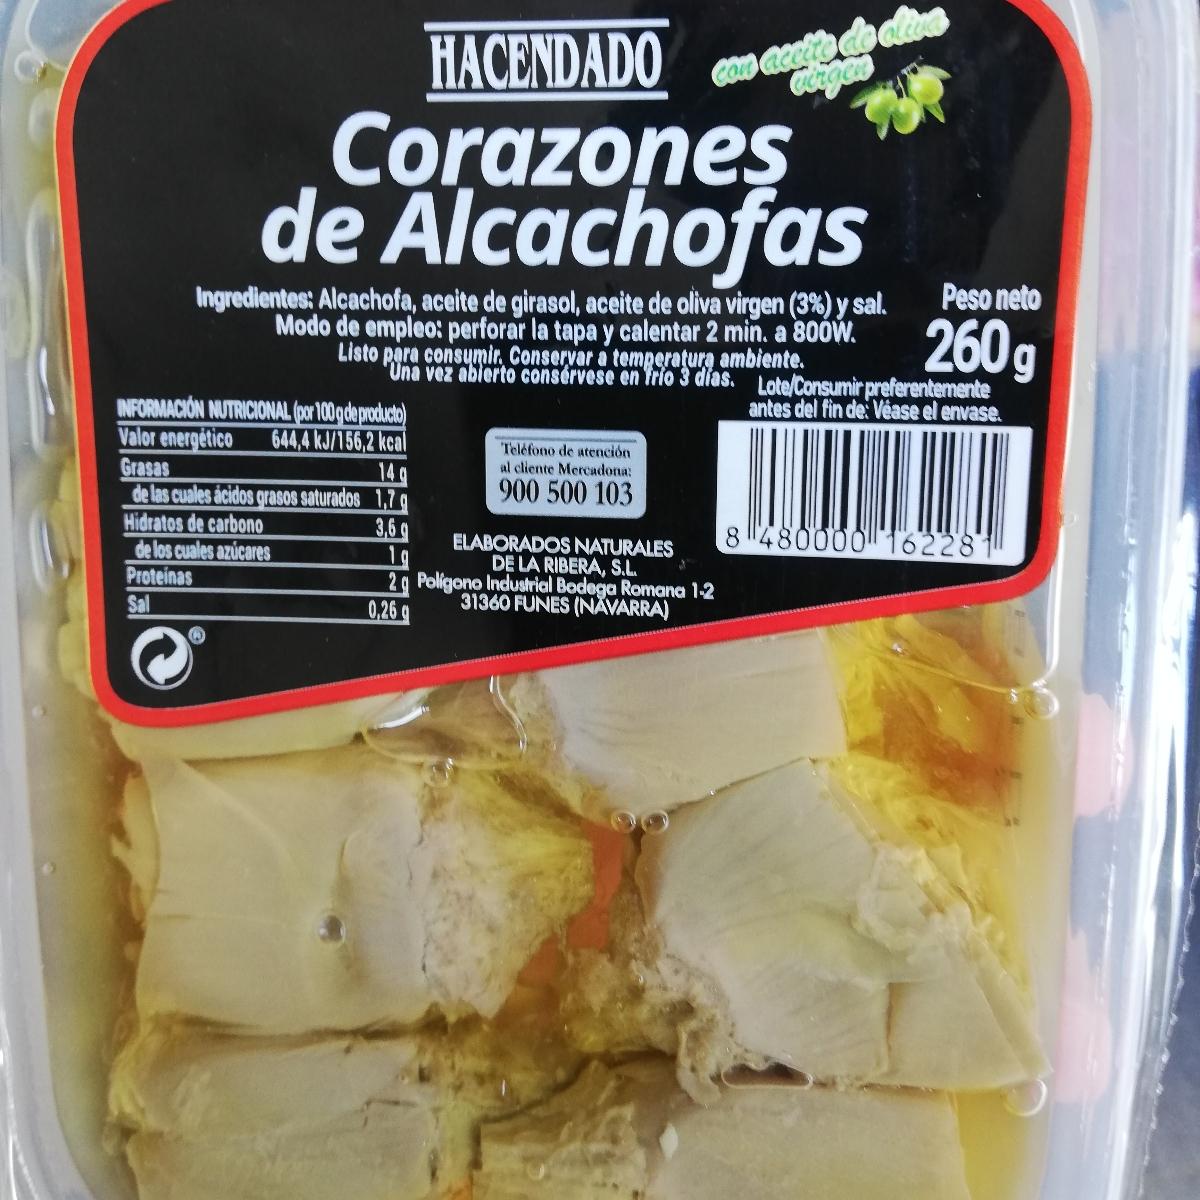 HACENDADO
con aceite de oliva
virgen
Corazones
de Alcachofas
Ingredientes: Alcachofa, aceite de girasol, aceite de oliva virgen (3%) y sal.
Modo de empleo: perforar la tapa y calentar 2 min. a 800W.
Listo para consumir. Conservar a temperatura ambiente.
Una vez abierto consérvese en frío 3 días.
Peso neto
260 g
Lote/Consumir preferentemente
antes del fin de: Véase el envase.
INFORMACIÓN NUTRICIONAL (por 100 g de producto)
Valor energético 644,4 kJ/156,2 kcal
Grasas 14 g
de las cuales ácidos grasos saturados 1,7 g
Hidratos de carbono 3,6 g
de los cuales azúcares 1 g
Proteínas 2 g
Sal 0,26 g
Teléfono de atención
al cliente Mercadona:
900 500 103
ELABORADOS NATURALES
DE LA RIBERA, S.L.
Polígono Industrial Bodega Romana 1-2
31360 FUNES (NAVARRA)
8 480000 162281
®